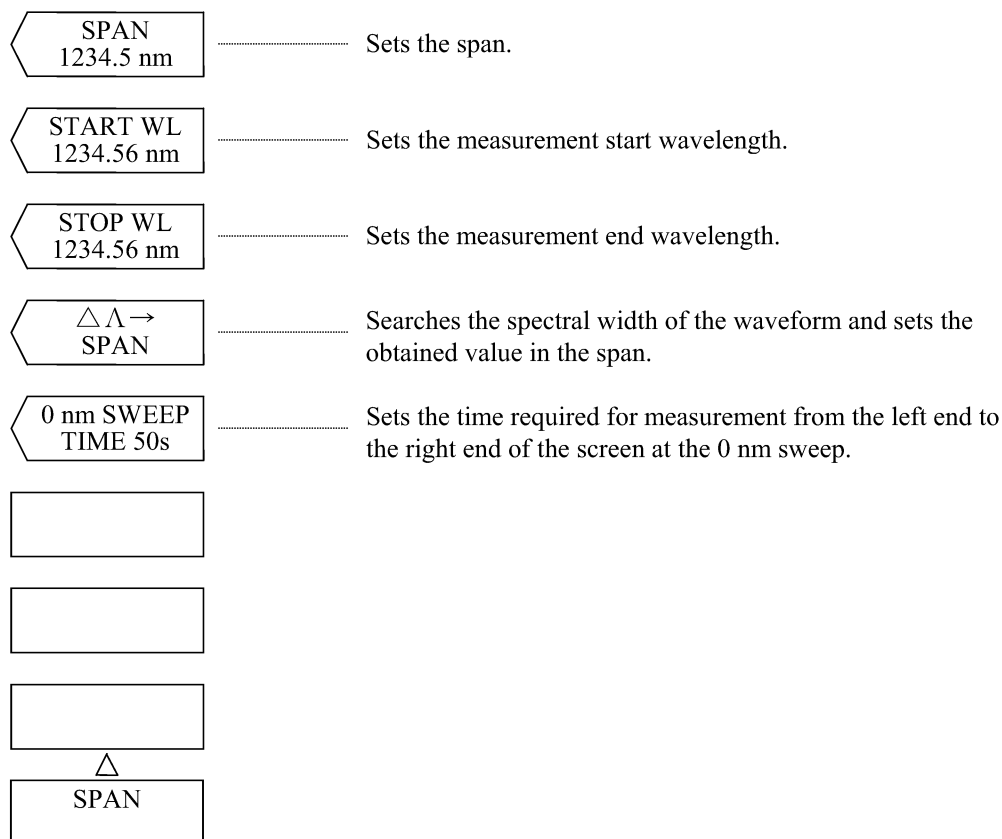 SPAN
1234.5 nm
Sets the span.
START WL
1234.56 nm
Sets the measurement start wavelength.
STOP WL
1234.56 nm
Sets the measurement end wavelength.
△ Λ →
SPAN
Searches the spectral width of the waveform and sets the
obtained value in the span.
0 nm SWEEP
TIME 50s
Sets the time required for measurement from the left end to
the right end of the screen at the 0 nm sweep.
△
SPAN